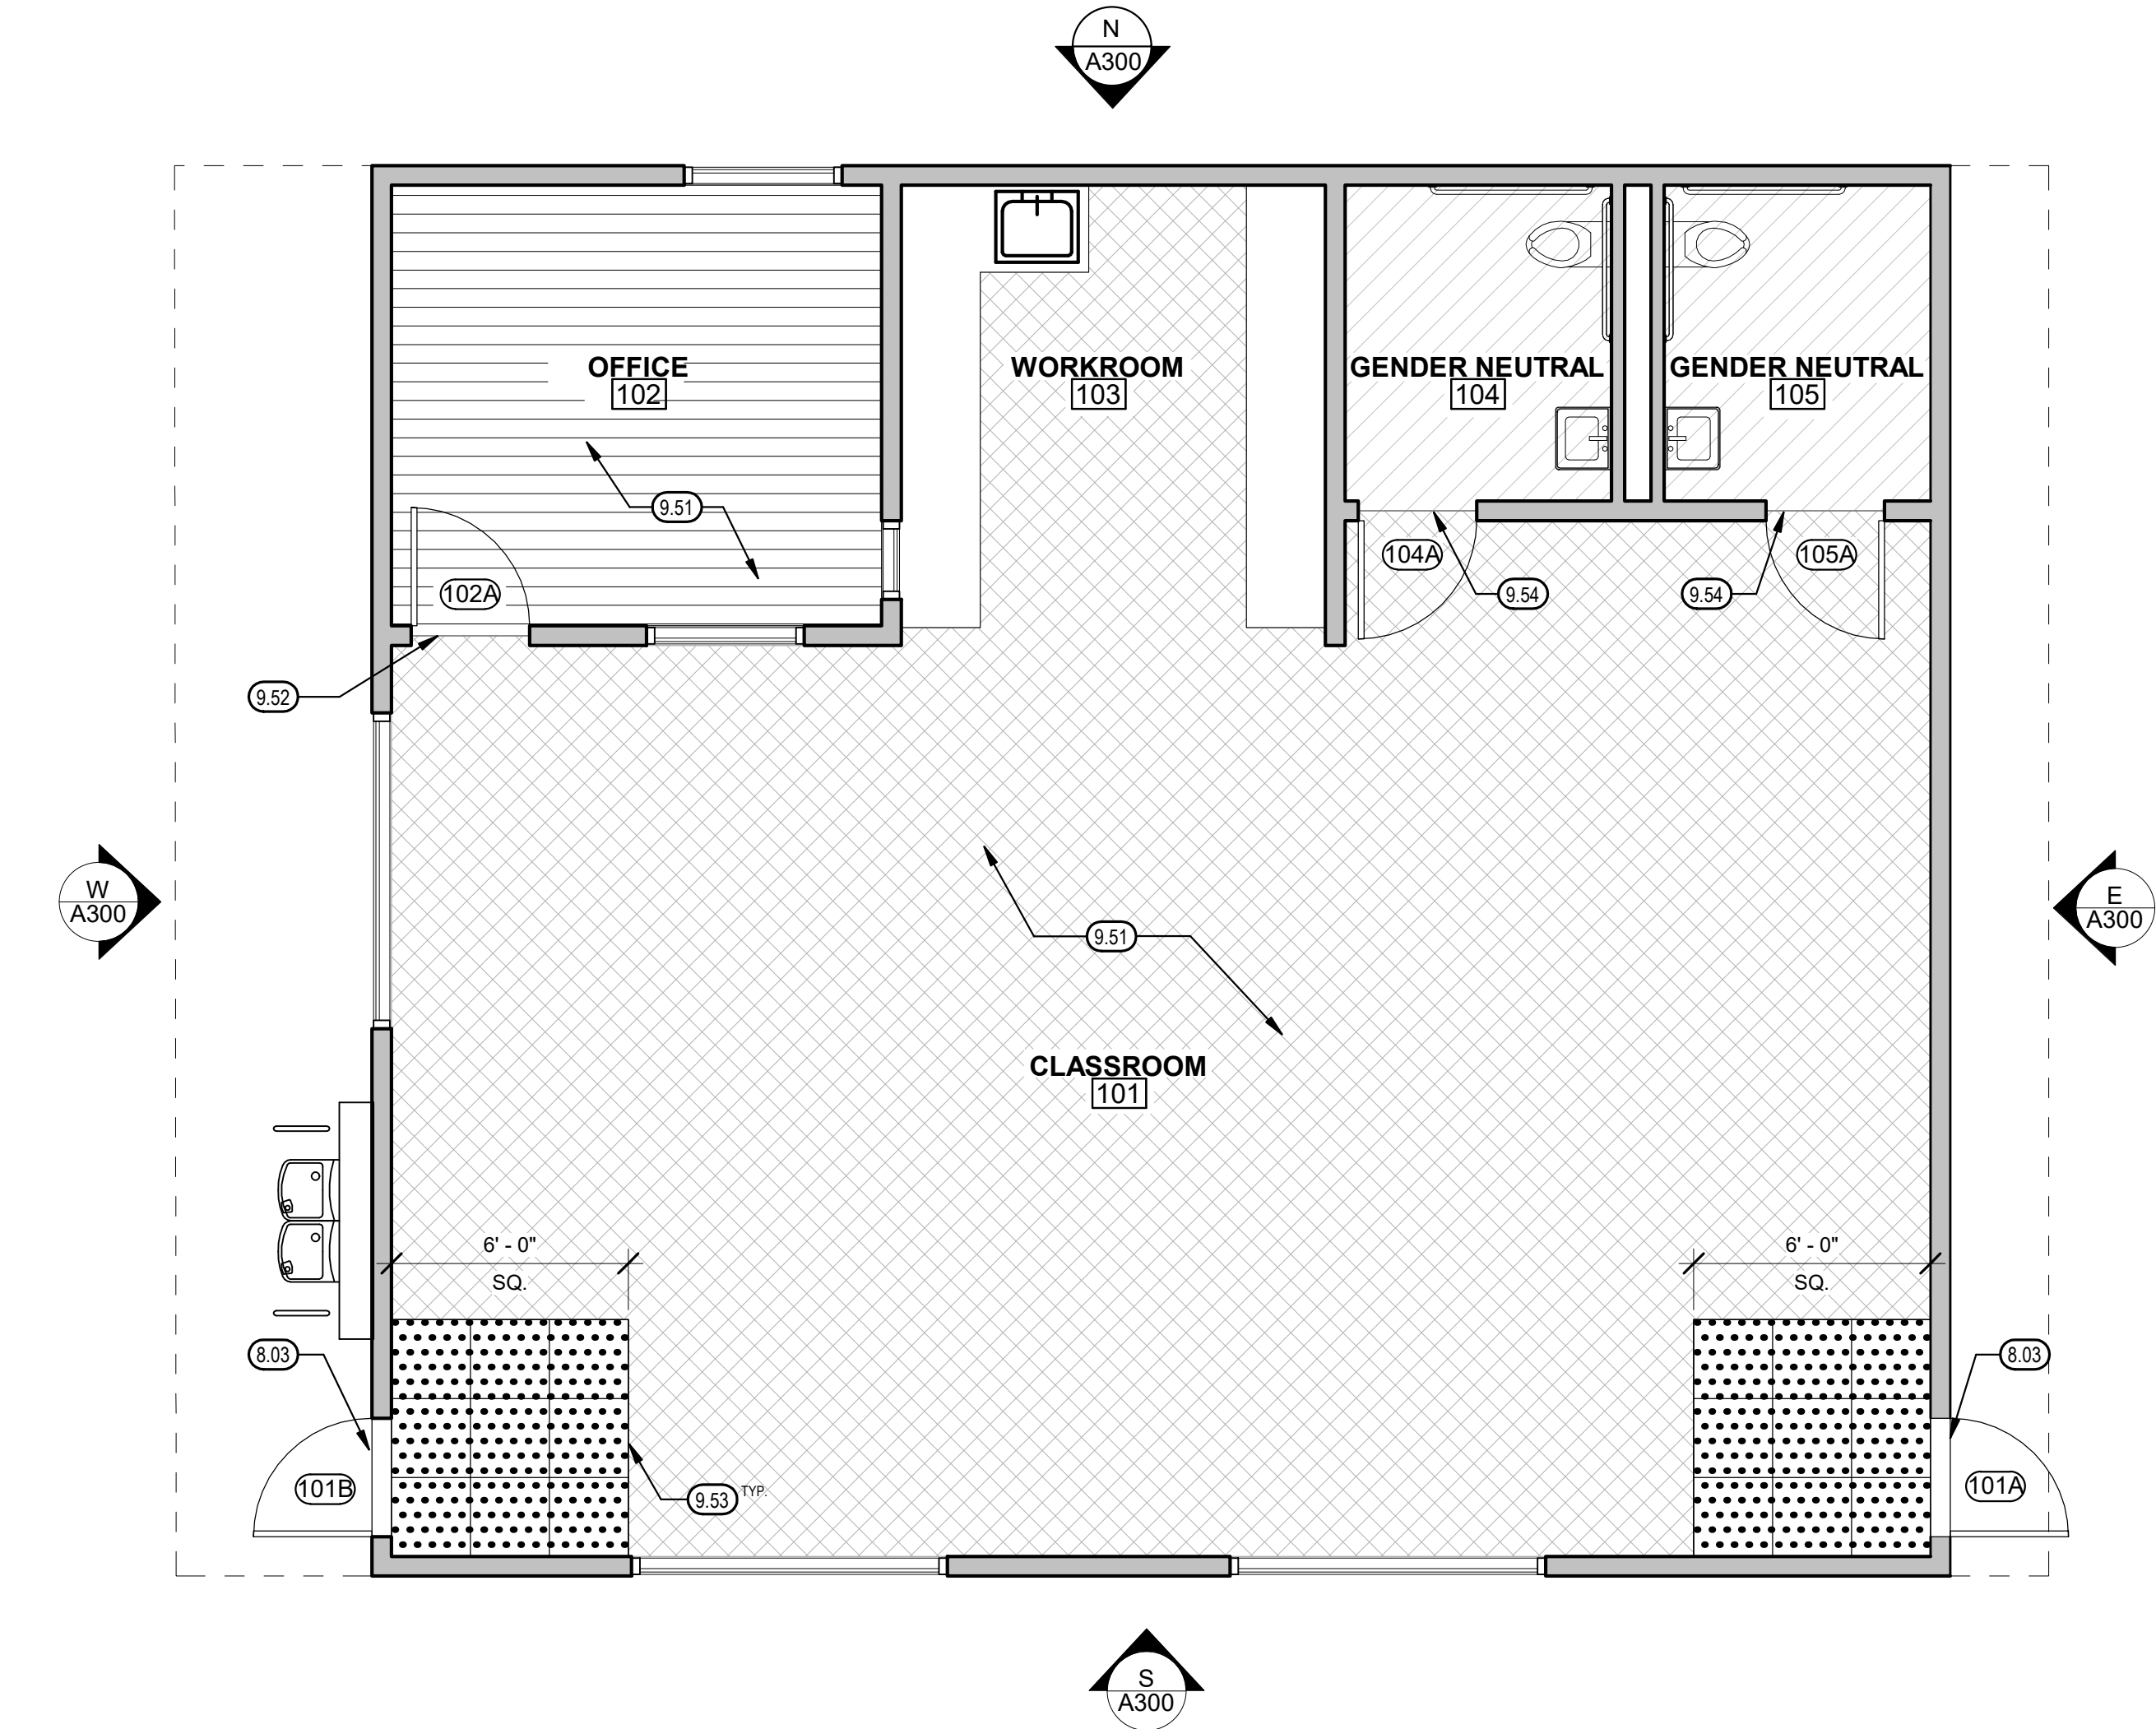 N
A300
OFFICE
102
WORKROOM
103
GENDER NEUTRAL
104
GENDER NEUTRAL
105
9.51
102A
104A
9.54
9.54
105A
9.52
W
A300
E
A300
9.51
CLASSROOM
101
6' - 0"
SQ.
6' - 0"
SQ.
8.03
8.03
101B
9.53 TYP.
101A
S
A300